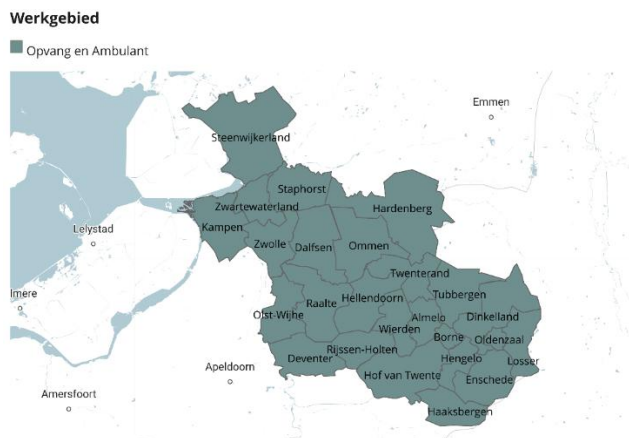 Werkgebied
Opvang en Ambulant
Emmen
Steenwijkerland
Staphorst
Zwartewaterland
Hardenberg
Kampen
Lelystad
Zwolle
Dalfsen
Ommen
Twenterand
Tubbergen
lmere
Raalte
Hellendoorn
Olst-Wijhe
Almelo
Dinkelland
Wierden
Borne
Oldenzaal
Rijssen-Holten
Deventer
Hengelo
Losser
Apeldoorn
Hof van Twente
Enschede
Amersfoort
Haaksbergen